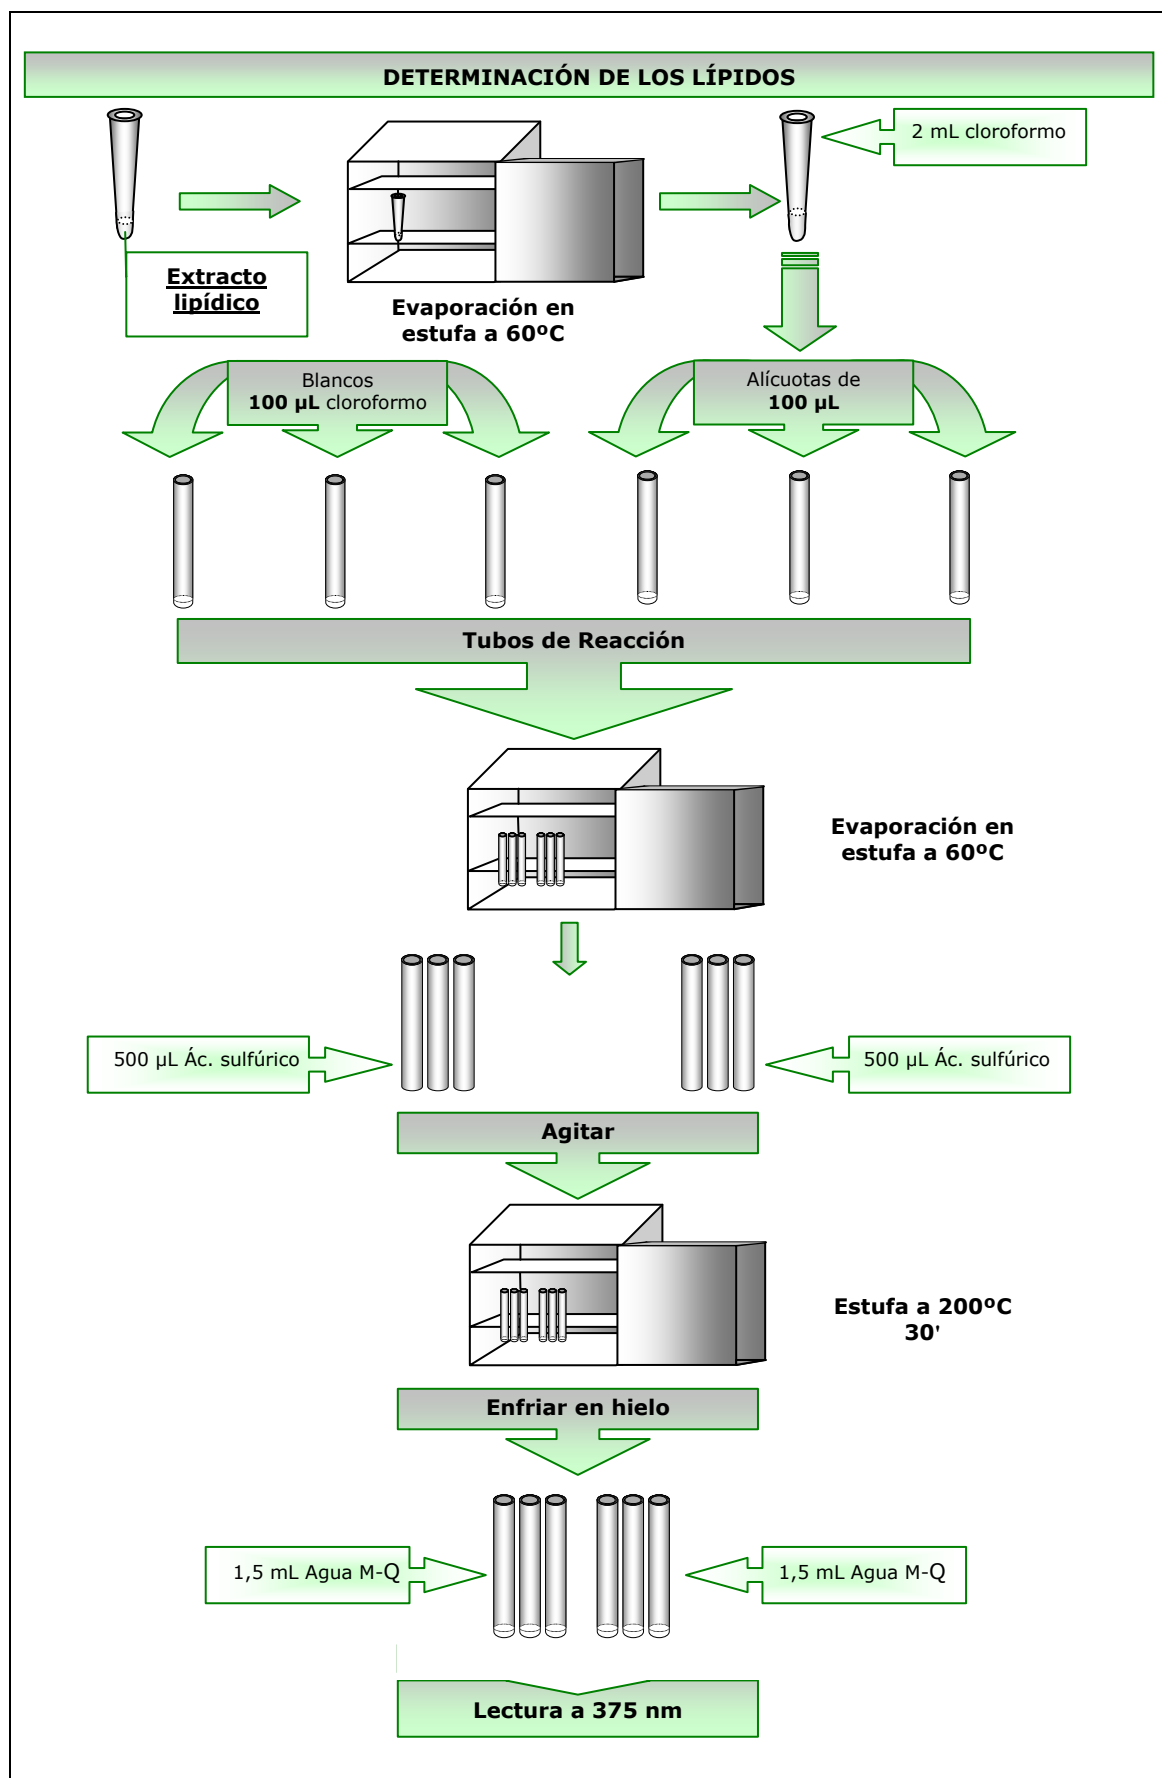 DETERMINACIÓN DE LOS LÍPIDOS
2 mL cloroformo
Extracto
lipídico
Evaporación en
estufa a 60ºC
Blancos
100 µL cloroformo
Alícuotas de
100 µL
Tubos de Reacción
Evaporación en
estufa a 60ºC
500 µL Ác. sulfúrico
500 µL Ác. sulfúrico
Agitar
Estufa a 200ºC
30'
Enfriar en hielo
1,5 mL Agua M-Q
1,5 mL Agua M-Q
Lectura a 375 nm